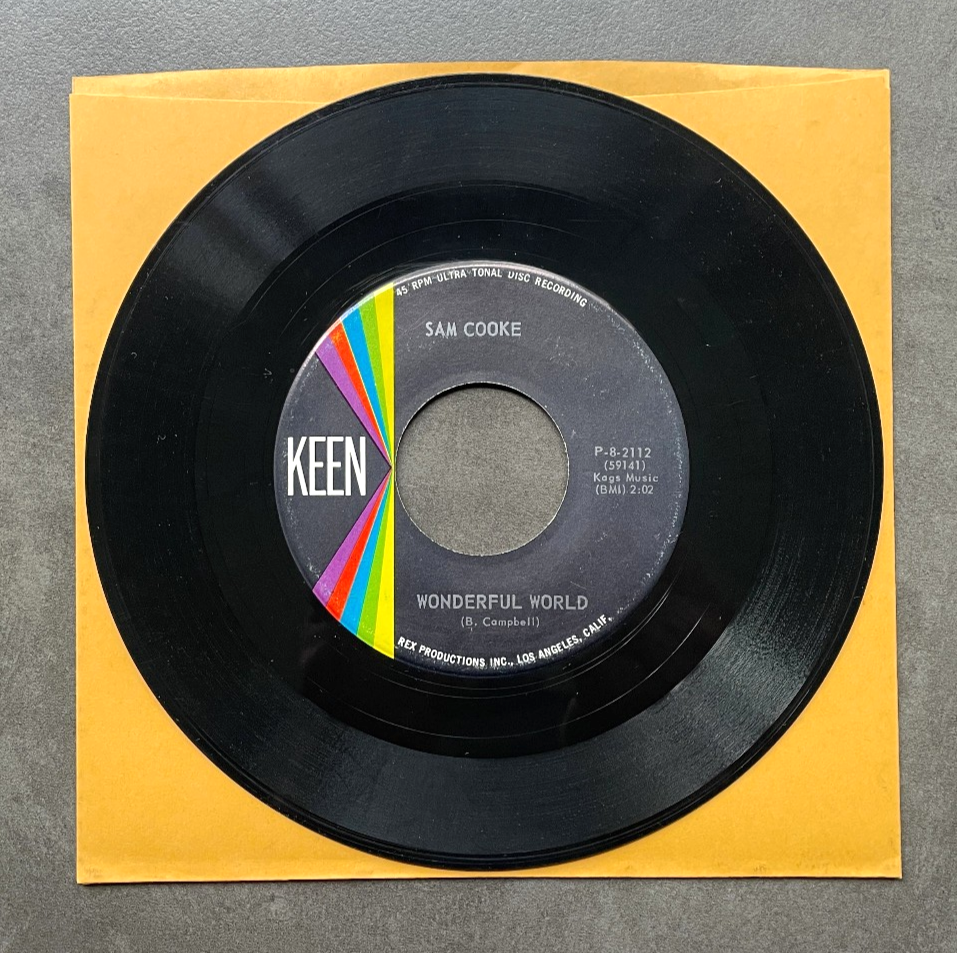 45 RPM ULTRA TONAL DISC RECORDING
SAM COOKE
KEEN
P-8-2112
(59141)
Kags Music
(BMI) 2:02
WONDERFUL WORLD
(B. Campbell)
REX PRODUCTIONS INC., LOS ANGELES, CALIF.